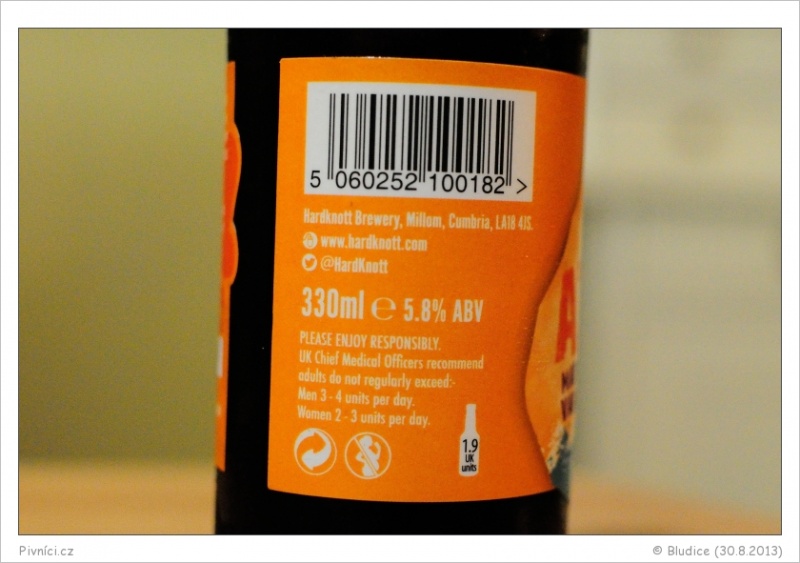 5 060252 100182 >
Hardknott Brewery, Millom, Cumbria, LA18 4JS.
www.hardknott.com
@HardKnott
330ml ℮ 5.8% ABV
PLEASE ENJOY RESPONSIBLY.
UK Chief Medical Officers recommend
adults do not regularly exceed:-
Men 3 - 4 units per day.
Women 2 - 3 units per day.
1.9
UK
units
Pivníci.cz
© Bludice (30.8.2013)